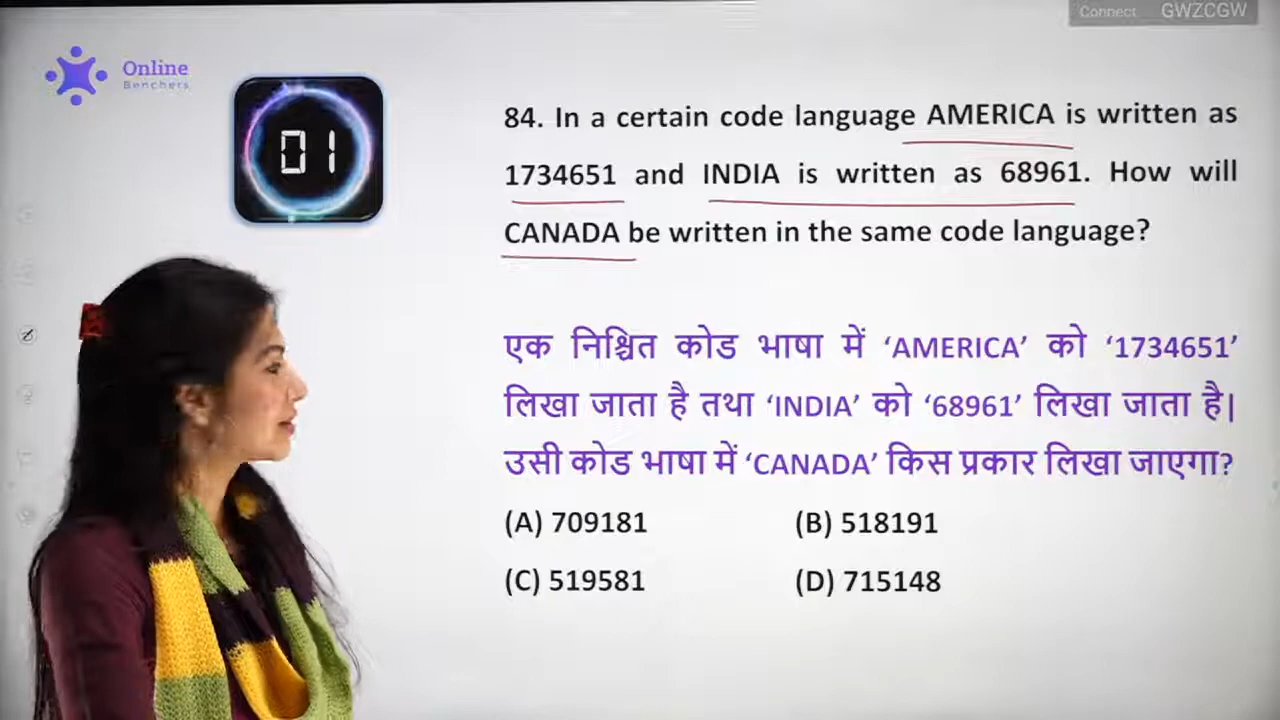 Connect GWZCGW
Online
Benchers
01
84. In a certain code language AMERICA is written as
1734651 and INDIA is written as 68961. How will
CANADA be written in the same code language?
एक निश्चित कोड भाषा में ‘AMERICA’ को ‘1734651’
लिखा जाता है तथा ‘INDIA’ को ‘68961’ लिखा जाता है|
उसी कोड भाषा में ‘CANADA’ किस प्रकार लिखा जाएगा?
(A) 709181 (B) 518191
(C) 519581 (D) 715148